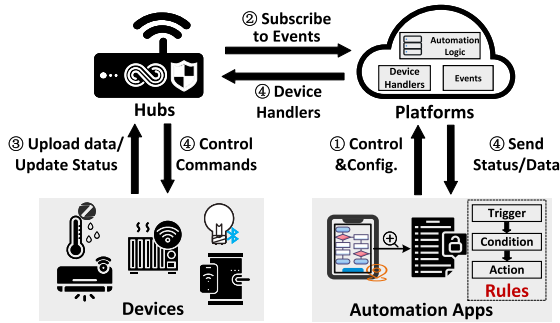 ② Subscribe
to Events
Automation
Logic
Device
Handlers
Events
④ Device
Handlers
Hubs
Platforms
③ Upload data/
Update Status
④ Control
Commands
① Control
&Config.
④ Send
Status/Data
Trigger
Condition
Action
Rules
Devices
Automation Apps